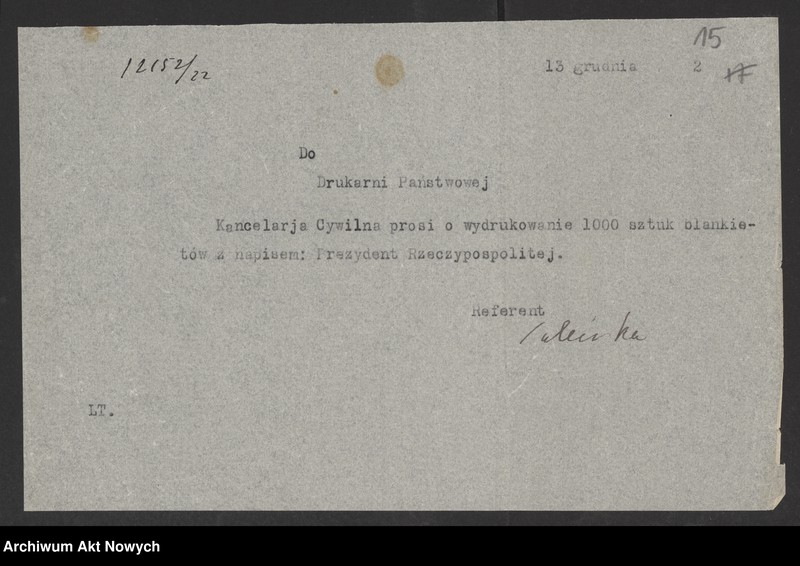 15
12152/22
13 grudnia 2 17
Do
Drukarni Państwowej
Kancelarja Cywilna prosi o wydrukowanie 1000 sztuk blankie-
tów z napisem: Prezydent Rzeczypospolitej.
Referent
LT.
Archiwum Akt Nowych